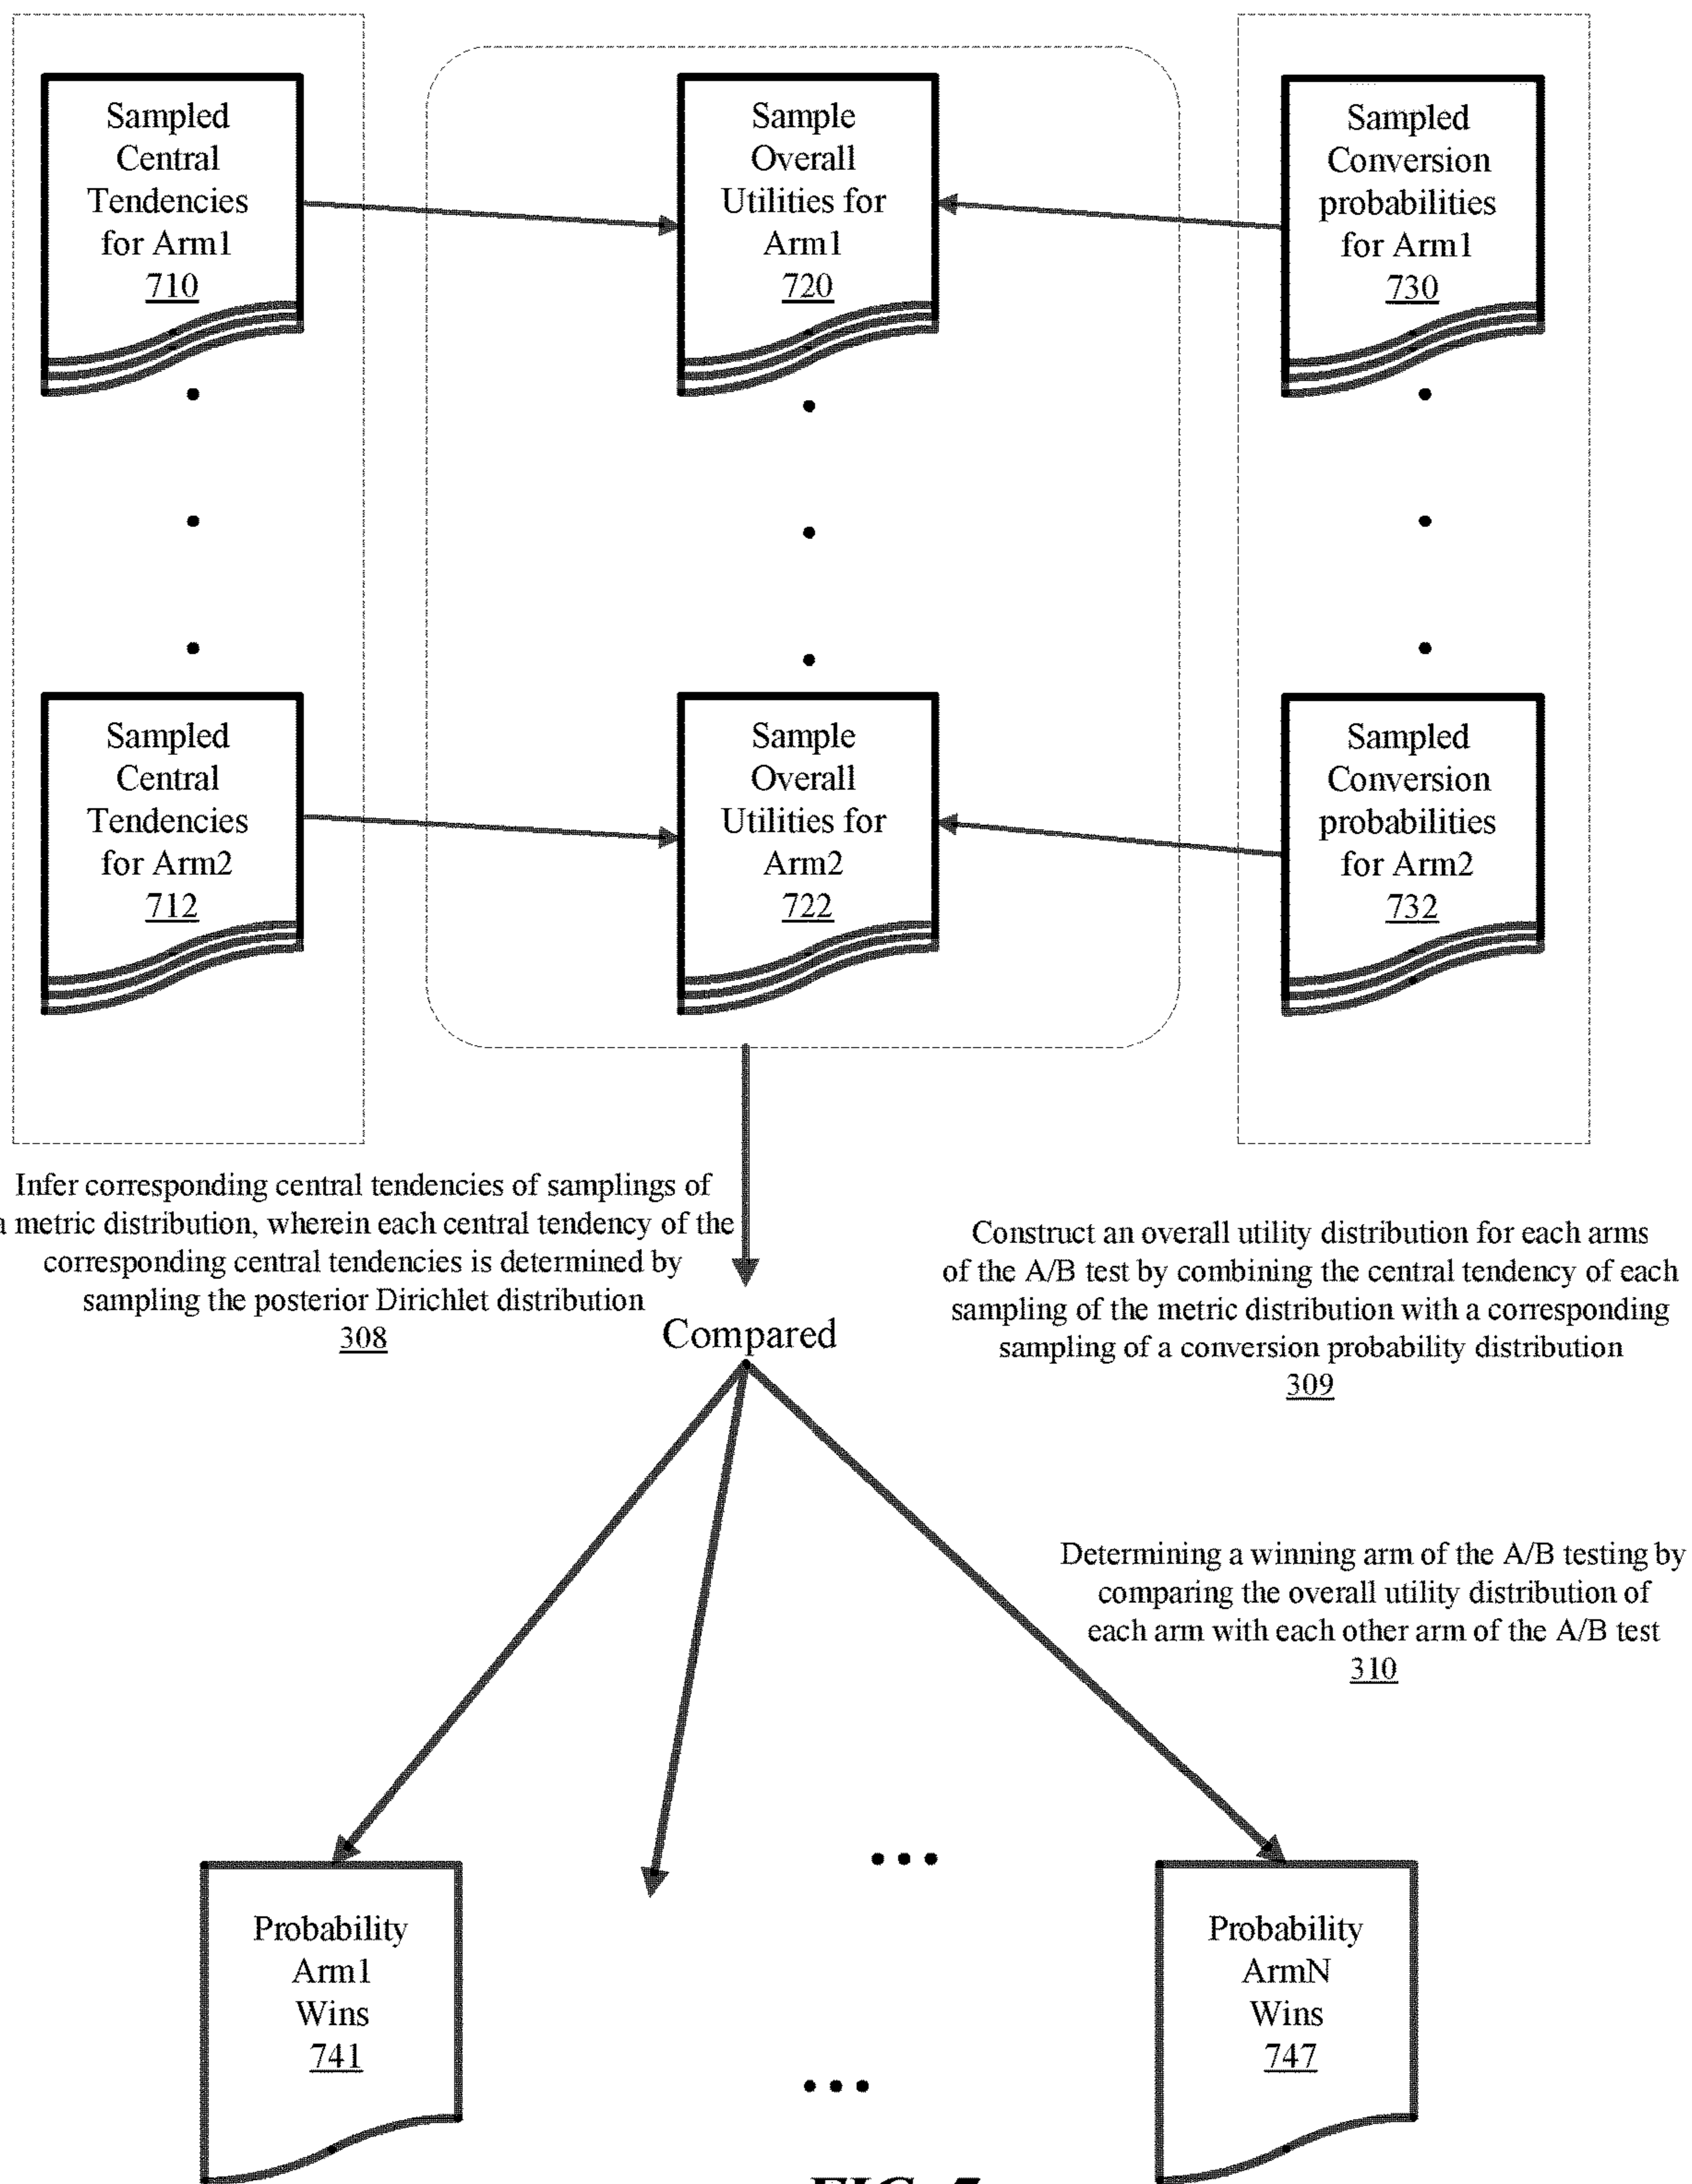 Sampled
Central
Tendencies
for Arm1
710
Sample
Overall
Utilities for
Arm1
720
Sampled
Conversion
probabilities
for Arm1
730
Sampled
Central
Tendencies
for Arm2
712
Sample
Overall
Utilities for
Arm2
722
Sampled
Conversion
probabilities
for Arm2
732
Infer corresponding central tendencies of samplings of
a metric distribution, wherein each central tendency of the
corresponding central tendencies is determined by
sampling the posterior Dirichlet distribution
308
Construct an overall utility distribution for each arms
of the A/B test by combining the central tendency of each
sampling of the metric distribution with a corresponding
sampling of a conversion probability distribution
309
Compared
Determining a winning arm of the A/B testing by
comparing the overall utility distribution of
each arm with each other arm of the A/B test
310
Probability
Arm1
Wins
741
Probability
ArmN
Wins
747